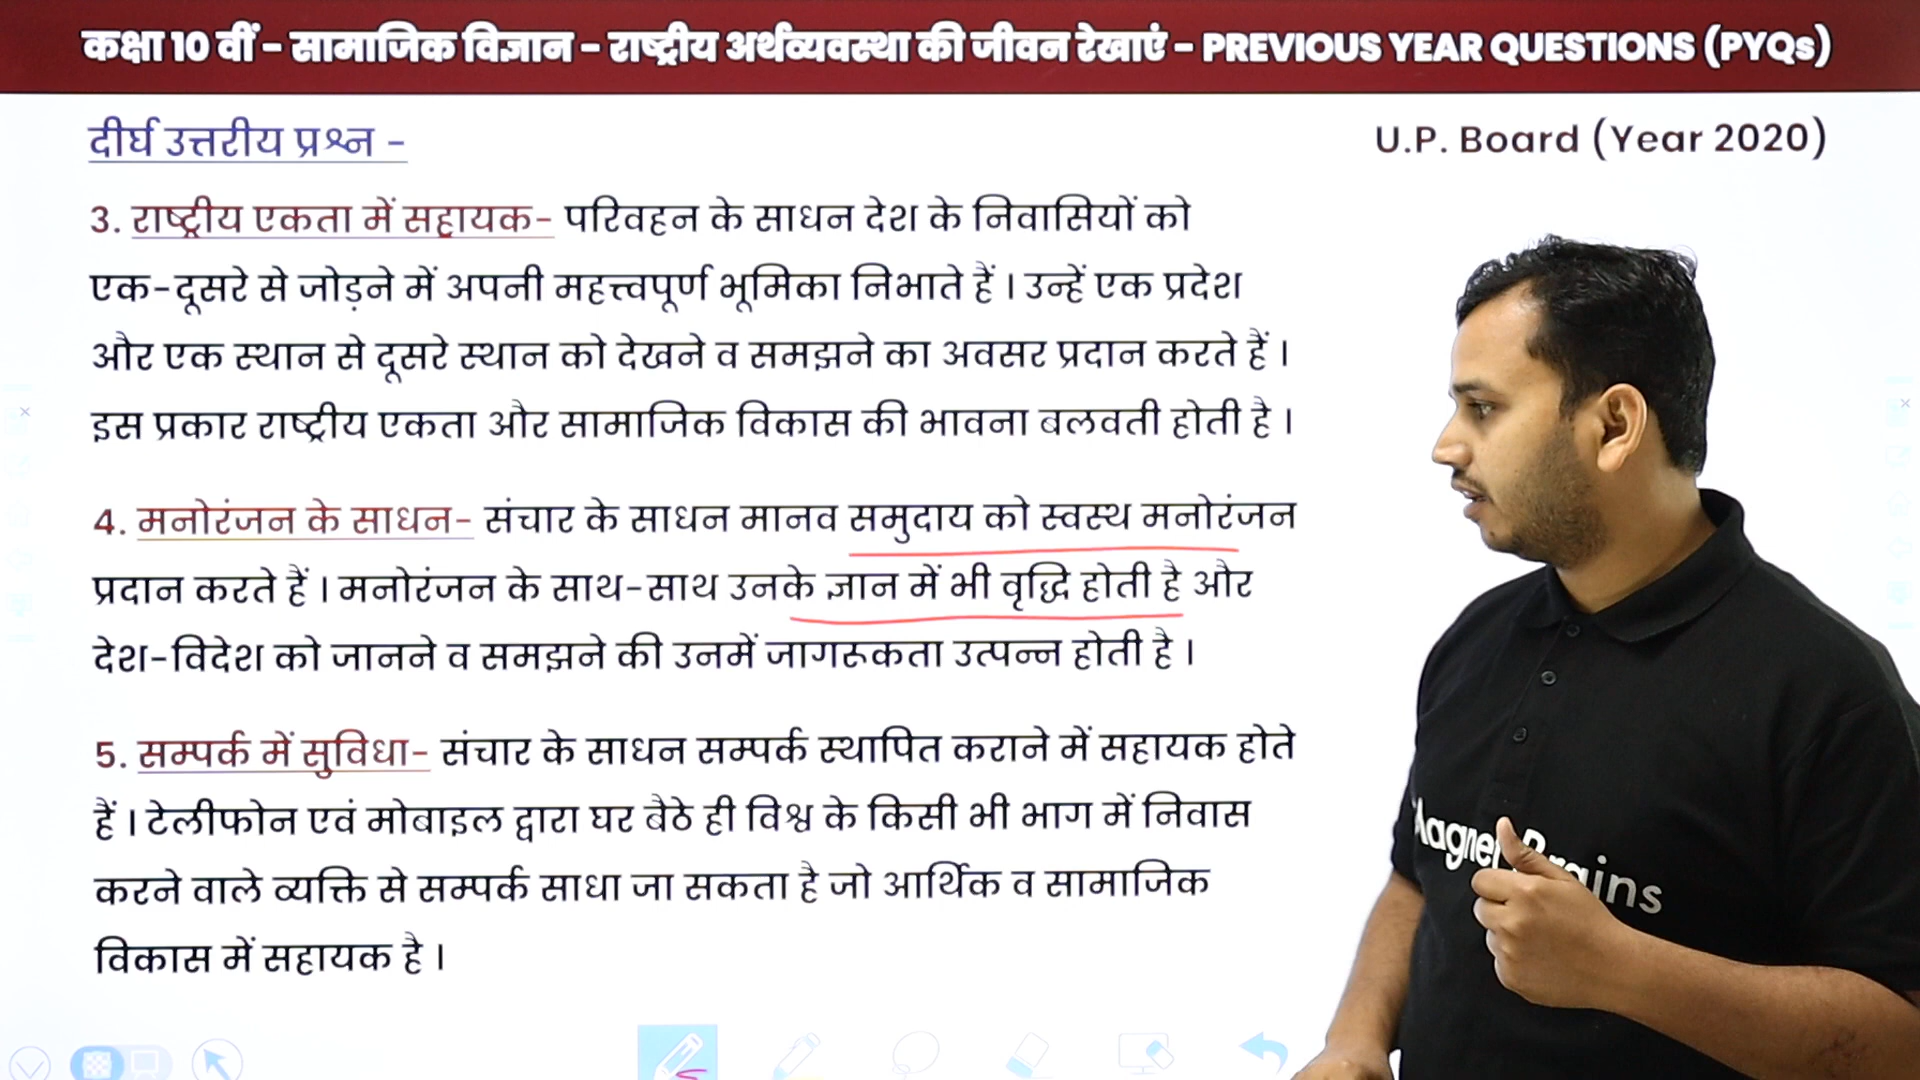 कक्षा 10 वीं – सामाजिक विज्ञान – राष्ट्रीय अर्थव्यवस्था की जीवन रेखाएं – PREVIOUS YEAR QUESTIONS (PYQs)
दीर्घ उत्तरीय प्रश्न –
U.P. Board (Year 2020)
3. राष्ट्रीय एकता में सहायक- परिवहन के साधन देश के निवासियों को
एक-दूसरे से जोड़ने में अपनी महत्त्वपूर्ण भूमिका निभाते हैं । उन्हें एक प्रदेश
और एक स्थान से दूसरे स्थान को देखने व समझने का अवसर प्रदान करते हैं ।
इस प्रकार राष्ट्रीय एकता और सामाजिक विकास की भावना बलवती होती है ।
4. मनोरंजन के साधन- संचार के साधन मानव समुदाय को स्वस्थ मनोरंजन
प्रदान करते हैं । मनोरंजन के साथ-साथ उनके ज्ञान में भी वृद्धि होती है और
देश-विदेश को जानने व समझने की उनमें जागरूकता उत्पन्न होती है ।
5. सम्पर्क में सुविधा- संचार के साधन सम्पर्क स्थापित कराने में सहायक होते
हैं । टेलीफोन एवं मोबाइल द्वारा घर बैठे ही विश्व के किसी भी भाग में निवास
करने वाले व्यक्ति से सम्पर्क साधा जा सकता है जो आर्थिक व सामाजिक
विकास में सहायक है ।